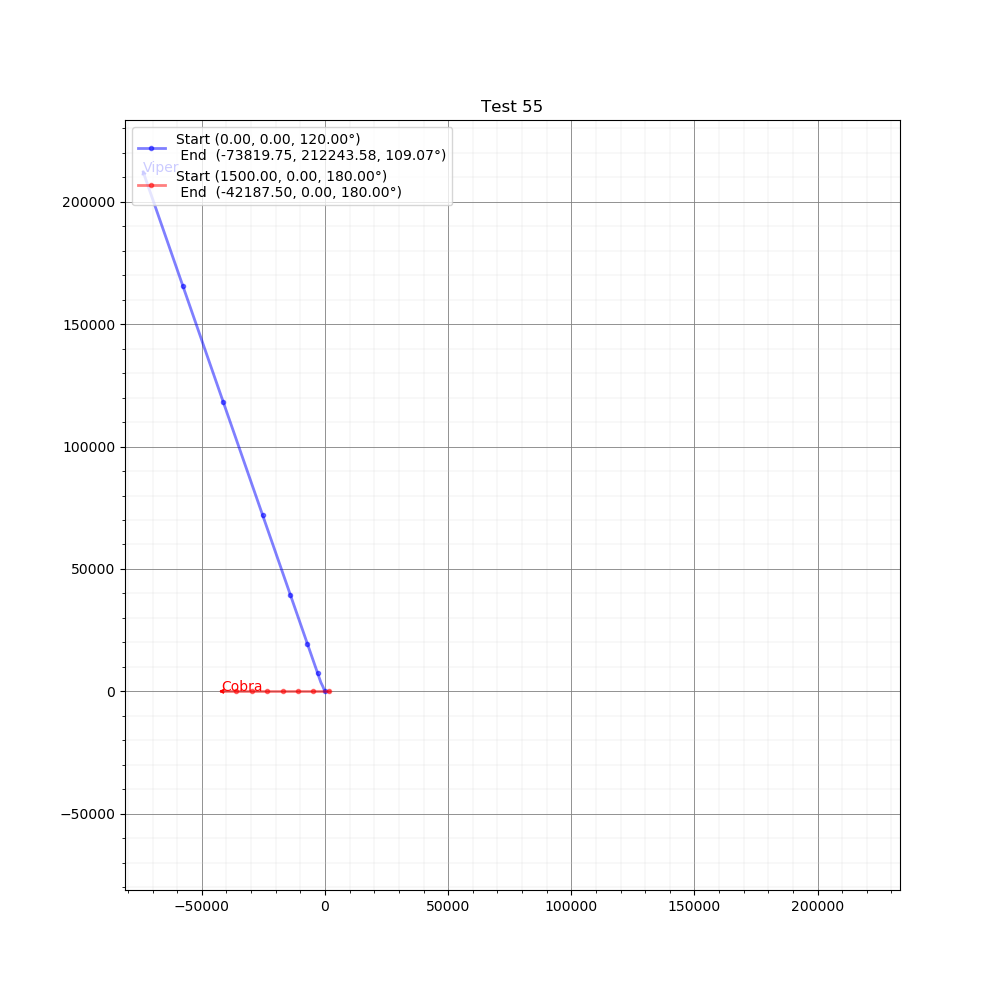 Test 55
Start (0.00, 0.00, 120.00°)
End (-73819.75, 212243.58, 109.07°)
Start (1500.00, 0.00, 180.00°)
End (-42187.50, 0.00, 180.00°)
Viper
200000
150000
100000
50000
0
−50000
Cobra
−50000 0 50000 100000 150000 200000